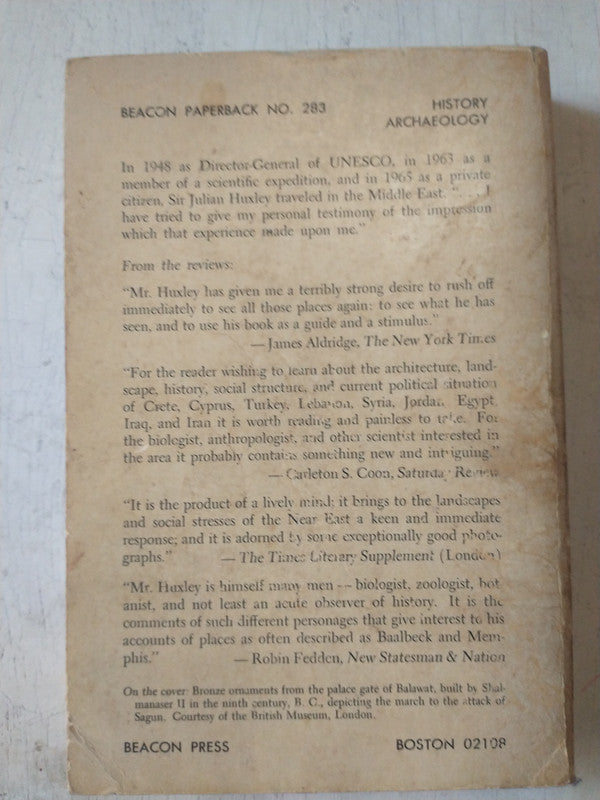 BEACON PAPERBACK NO. 283
HISTORY
ARCHAEOLOGY
In 1948 as Director-General of UNESCO, in 1963 as a
member of a scientific expedition, and in 1965 as a private
citizen, Sir Julian Huxley traveled in the Middle East. “. . . I
have tried to give my personal testimony of the impression
which that experience made upon me.”
From the reviews:
“Mr. Huxley has given me a terribly strong desire to rush off
immediately to see all those places again: to see what he has
seen, and to use his book as a guide and a stimulus.”
—James Aldridge, The New York Times
“For the reader wishing to learn about the architecture, land-
scape, history, social structure, and current political situation
of Crete, Cyprus, Turkey, Lebanon, Syria, Jordan, Egypt,
Iraq, and Iran it is worth reading and painless to take. For
the biologist, anthropologist, and other scientist interested in
the area it probably contains something new and intriguing.”
—Carleton S. Coon, Saturday Review
“It is the product of a lively mind; it brings to the landscapes
and social stresses of the Near East a keen and immediate
response; and it is adorned by some exceptionally good photo-
graphs.” —The Times Literary Supplement (London)
“Mr. Huxley is himself many men — biologist, zoologist, bot-
anist, and not least an acute observer of history. It is the
comments of such different personages that give interest to his
accounts of places as often described as Baalbeck and Mem-
phis.” —Robin Fedden, New Statesman & Nation
On the cover: Bronze ornaments from the palace gate of Balawat, built by Shal-
manaser II in the ninth century, B. C., depicting the march to the attack of
Sagun. Courtesy of the British Museum, London.
BEACON PRESS
BOSTON 02108